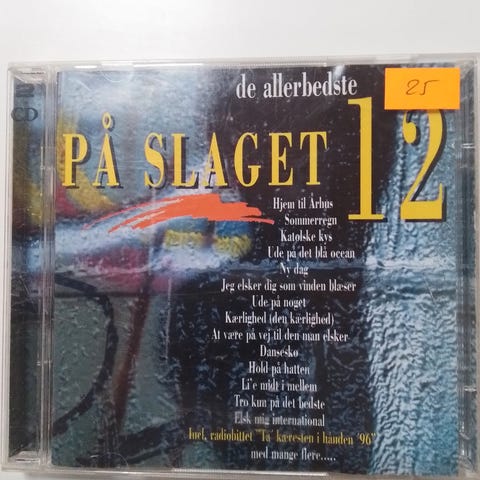 2
CD
de allerbedste
25
PÅ SLAGET 12
Hjem til Århus
Sommerregn
Katolske kys
Ude på det blå ocean
Ny dag
Jeg elsker dig som vinden blæser
Ude på noget
Kærlighed (den kærlighed)
At være på vej til den man elsker
Dansesko
Hold på hatten
Li'e midt i mellem
Tro kun på det bedste
Elsk mig international
Incl. radiohittet "Ta' kæresten i hånden '96"
med mange flere.....